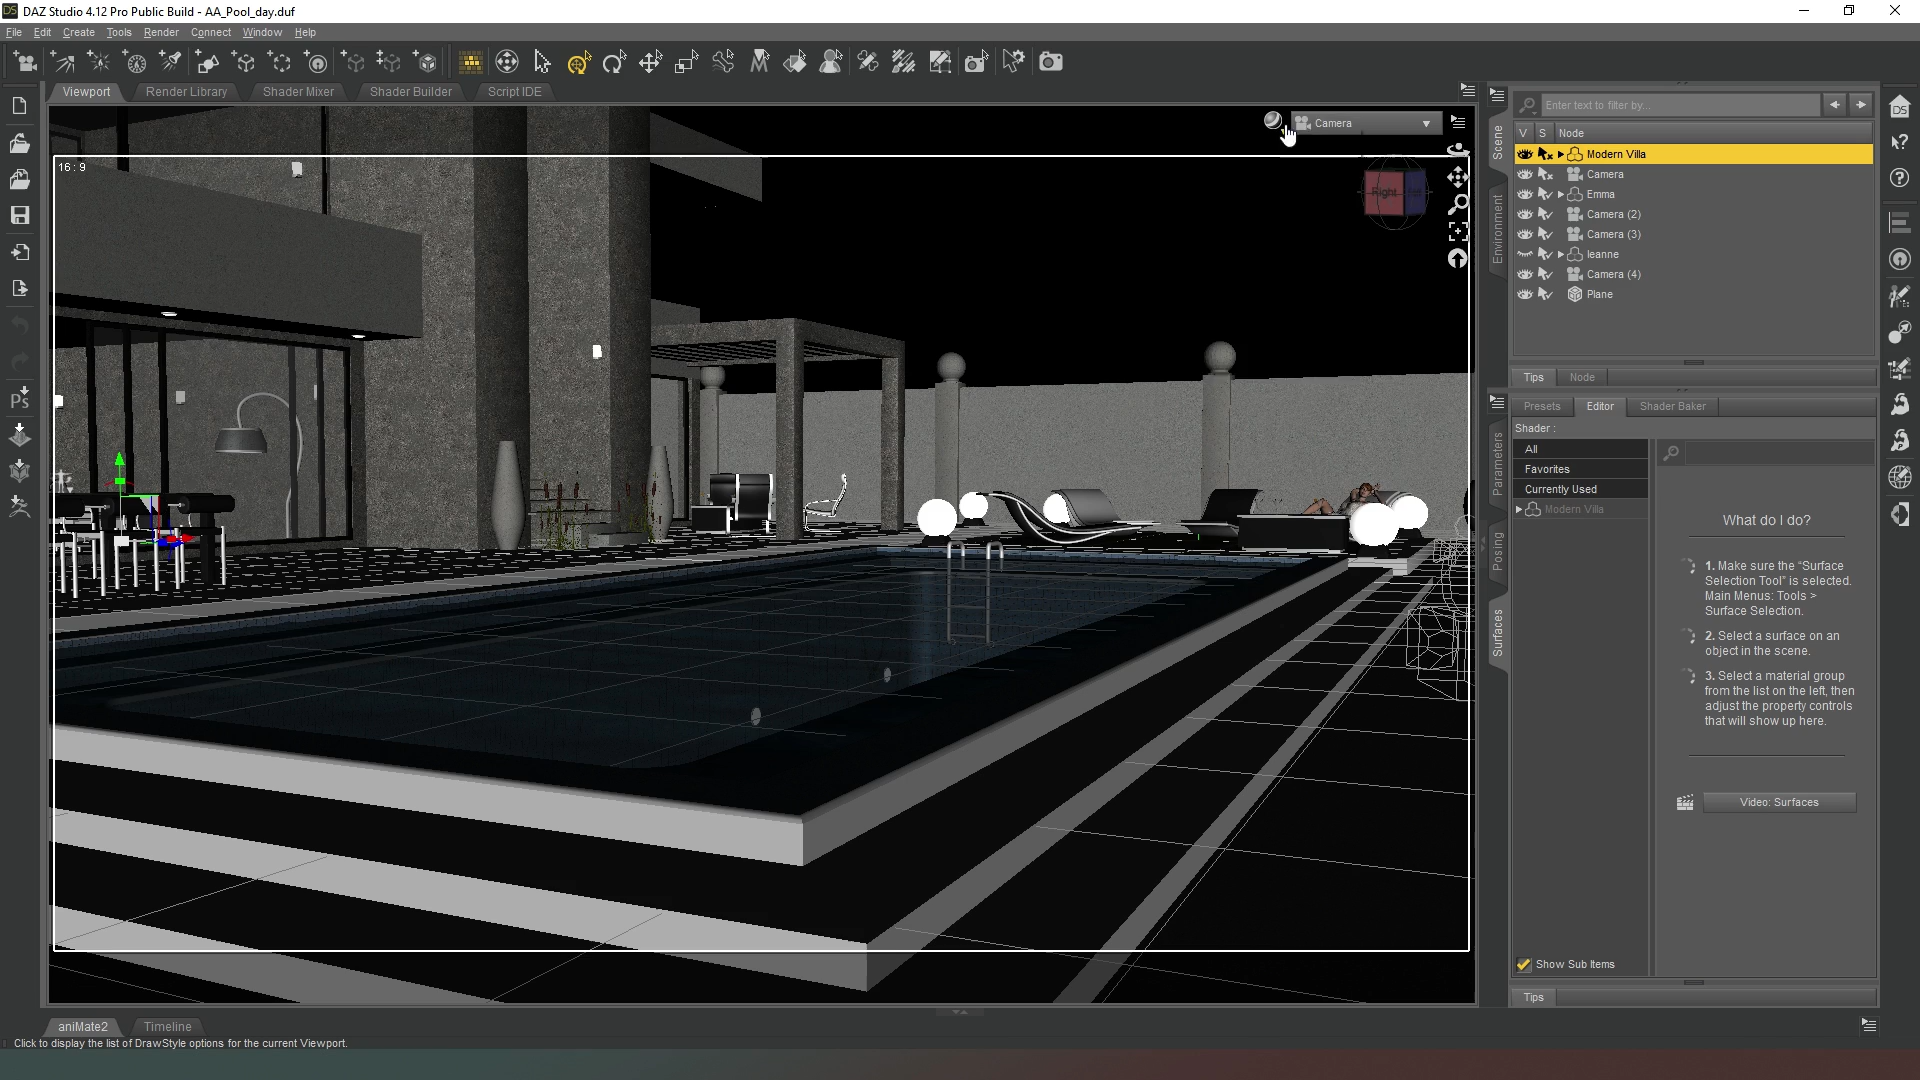 DS DAZ Studio 4.12 Pro Public Build - AA_Pool_day.duf
File Edit Create Tools Render Connect Window Help
Viewport Render Library Shader Mixer Shader Builder Script IDE
Camera
16 : 9
Right
Enter text to filter by...
V S Node
Modern Villa
Camera
Emma
Camera (2)
Camera (3)
leanne
Camera (4)
Plane
Scene
Environment
Tips Node
Presets Editor Shader Baker
Shader :
All
Favorites
Currently Used
Modern Villa
Parameters
Posing
Surfaces
What do I do?
1. Make sure the "Surface
Selection Tool" is selected.
Main Menus: Tools >
Surface Selection.
2. Select a surface on an
object in the scene.
3. Select a material group
from the list on the left, then
adjust the property controls
that will show up here.
Video: Surfaces
Show Sub Items
Tips
DS
Ps
aniMate2 Timeline
Click to display the list of DrawStyle options for the current Viewport.